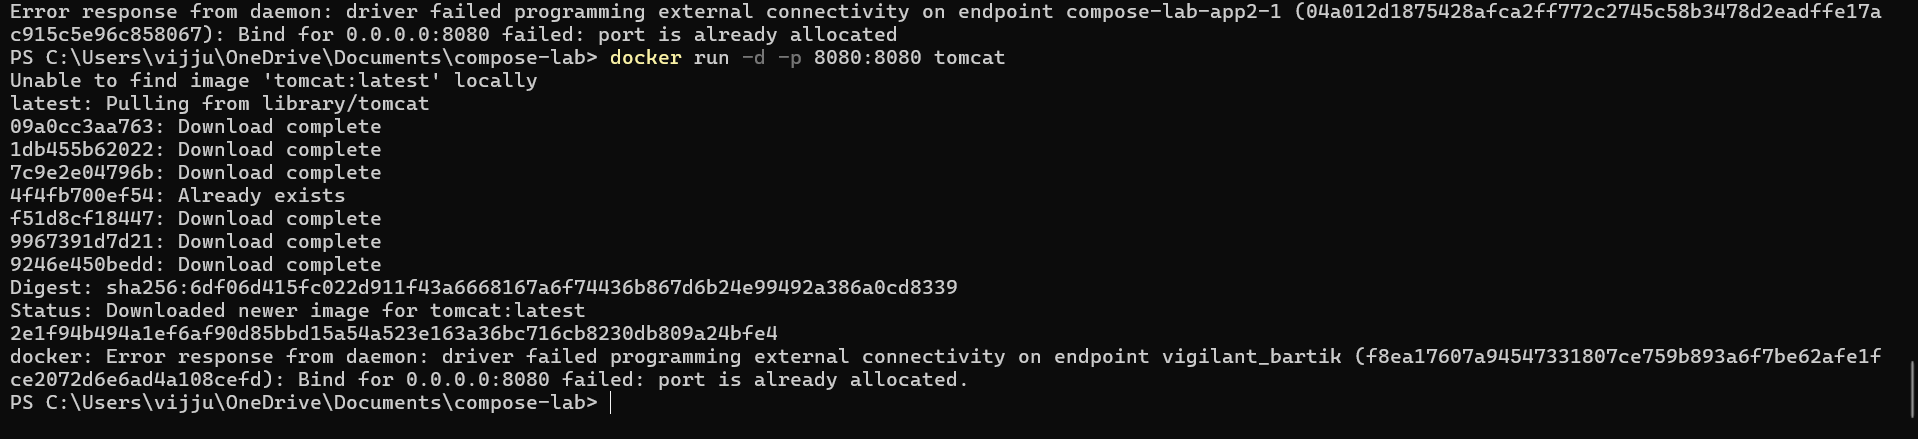 Error response from daemon: driver failed programming external connectivity on endpoint compose-lab-app2-1 (04a012d1875428afca2ff772c2745c58b3478d2eadffe17a
c915c5e96c858067): Bind for 0.0.0.0:8080 failed: port is already allocated
PS C:\Users\vijju\OneDrive\Documents\compose-lab> docker run -d -p 8080:8080 tomcat
Unable to find image 'tomcat:latest' locally
latest: Pulling from library/tomcat
09a0cc3aa763: Download complete
1db455b62022: Download complete
7c9e2e04796b: Download complete
4f4fb700ef54: Already exists
f51d8cf18447: Download complete
9967391d7d21: Download complete
9246e450bedd: Download complete
Digest: sha256:6df06d415fc022d911f43a6668167a6f74436b867d6b24e99492a386a0cd8339
Status: Downloaded newer image for tomcat:latest
2e1f94b494a1ef6af90d85bbd15a54a523e163a36bc716cb8230db809a24bfe4
docker: Error response from daemon: driver failed programming external connectivity on endpoint vigilant_bartik (f8ea17607a94547331807ce759b893a6f7be62afe1f
ce2072d6e6ad4a108cefd): Bind for 0.0.0.0:8080 failed: port is already allocated.
PS C:\Users\vijju\OneDrive\Documents\compose-lab>